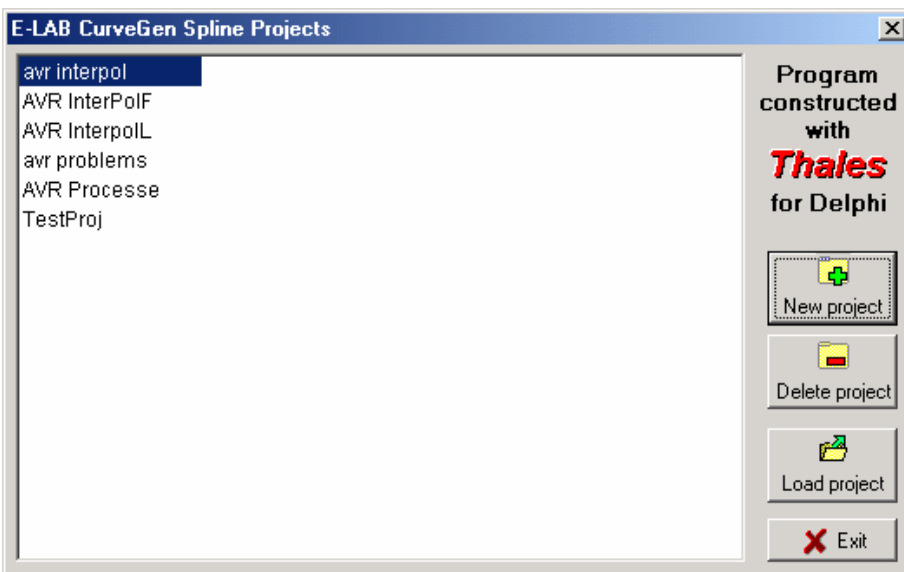 E-LAB CurveGen Spline Projects
avr interpol
AVR InterPolF
AVR InterpolL
avr problems
AVR Processe
TestProj
Program
constructed
with
Thales
for Delphi
New project
Delete project
Load project
Exit